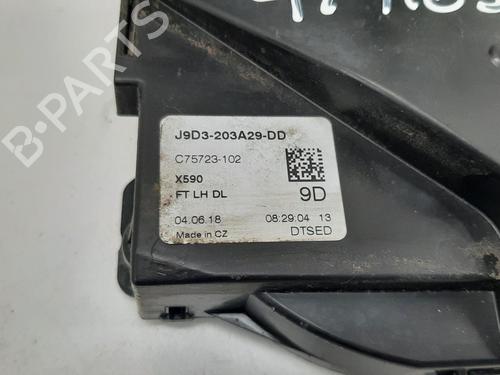 J9D3-203A29-DD
C75723-102
X590
FT LH DL
9D
04.06.18 08:29:04 13
Made in CZ DTSED
B-PARTS